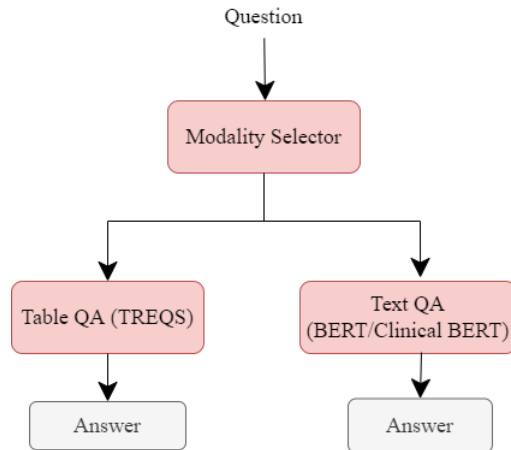 Question
Modality Selector
Table QA (TREQS)
Text QA
(BERT/Clinical BERT)
Answer
Answer